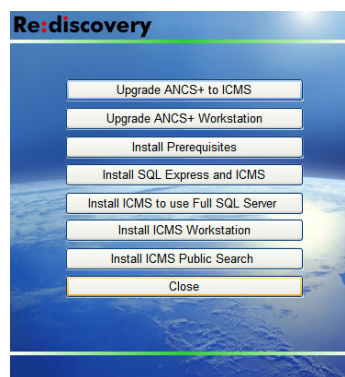 Re:discovery
Upgrade ANCS+ to ICMS
Upgrade ANCS+ Workstation
Install Prerequisites
Install SQL Express and ICMS
Install ICMS to use Full SQL Server
Install ICMS Workstation
Install ICMS Public Search
Close